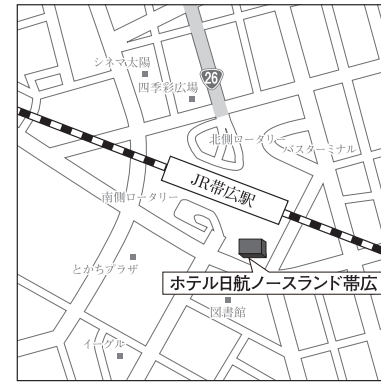 シネマ太陽
四季彩広場
26
北側ロータリー
バスターミナル
JR帯広駅
南側ロータリー
とかちプラザ
ホテル日航ノースランド帯広
図書館
イーグル